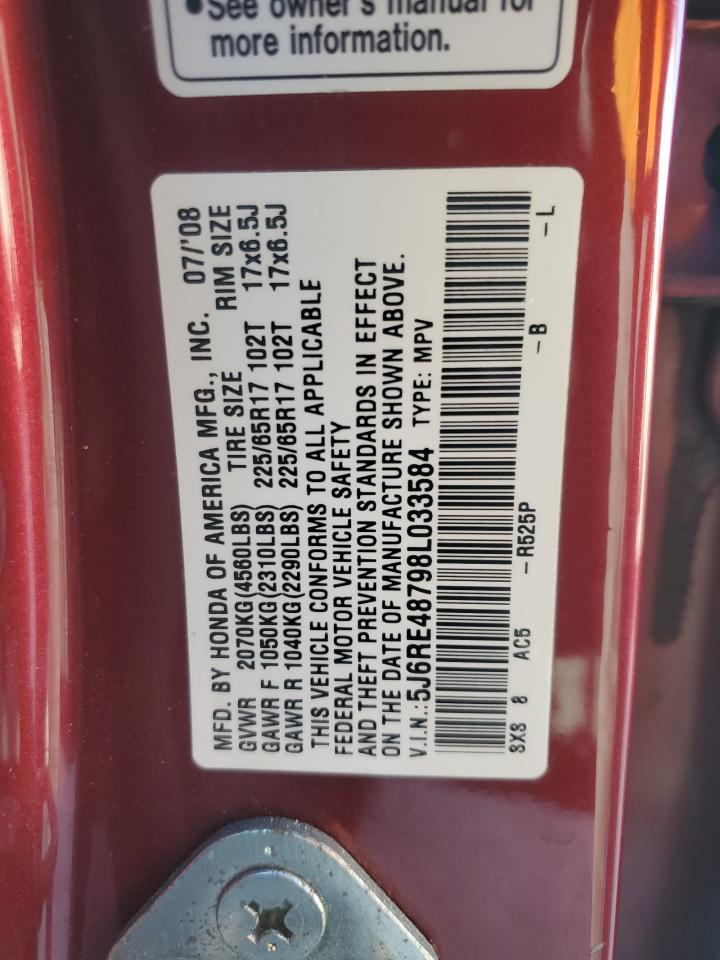 •See owner's manual for
more information.
MFD. BY HONDA OF AMERICA MFG., INC. 07/'08
GVWR 2070KG(4560LBS) TIRE SIZE RIM SIZE
GAWR F 1050KG(2310LBS) 225/65R17 102T 17x6.5J
GAWR R 1040KG(2290LBS) 225/65R17 102T 17x6.5J
THIS VEHICLE CONFORMS TO ALL APPLICABLE
FEDERAL MOTOR VEHICLE SAFETY
AND THEFT PREVENTION STANDARDS IN EFFECT
ON THE DATE OF MANUFACTURE SHOWN ABOVE.
V.I.N.:5J6RE48798L033584 TYPE: MPV
8X8 8 AC5 -R525P -B -L